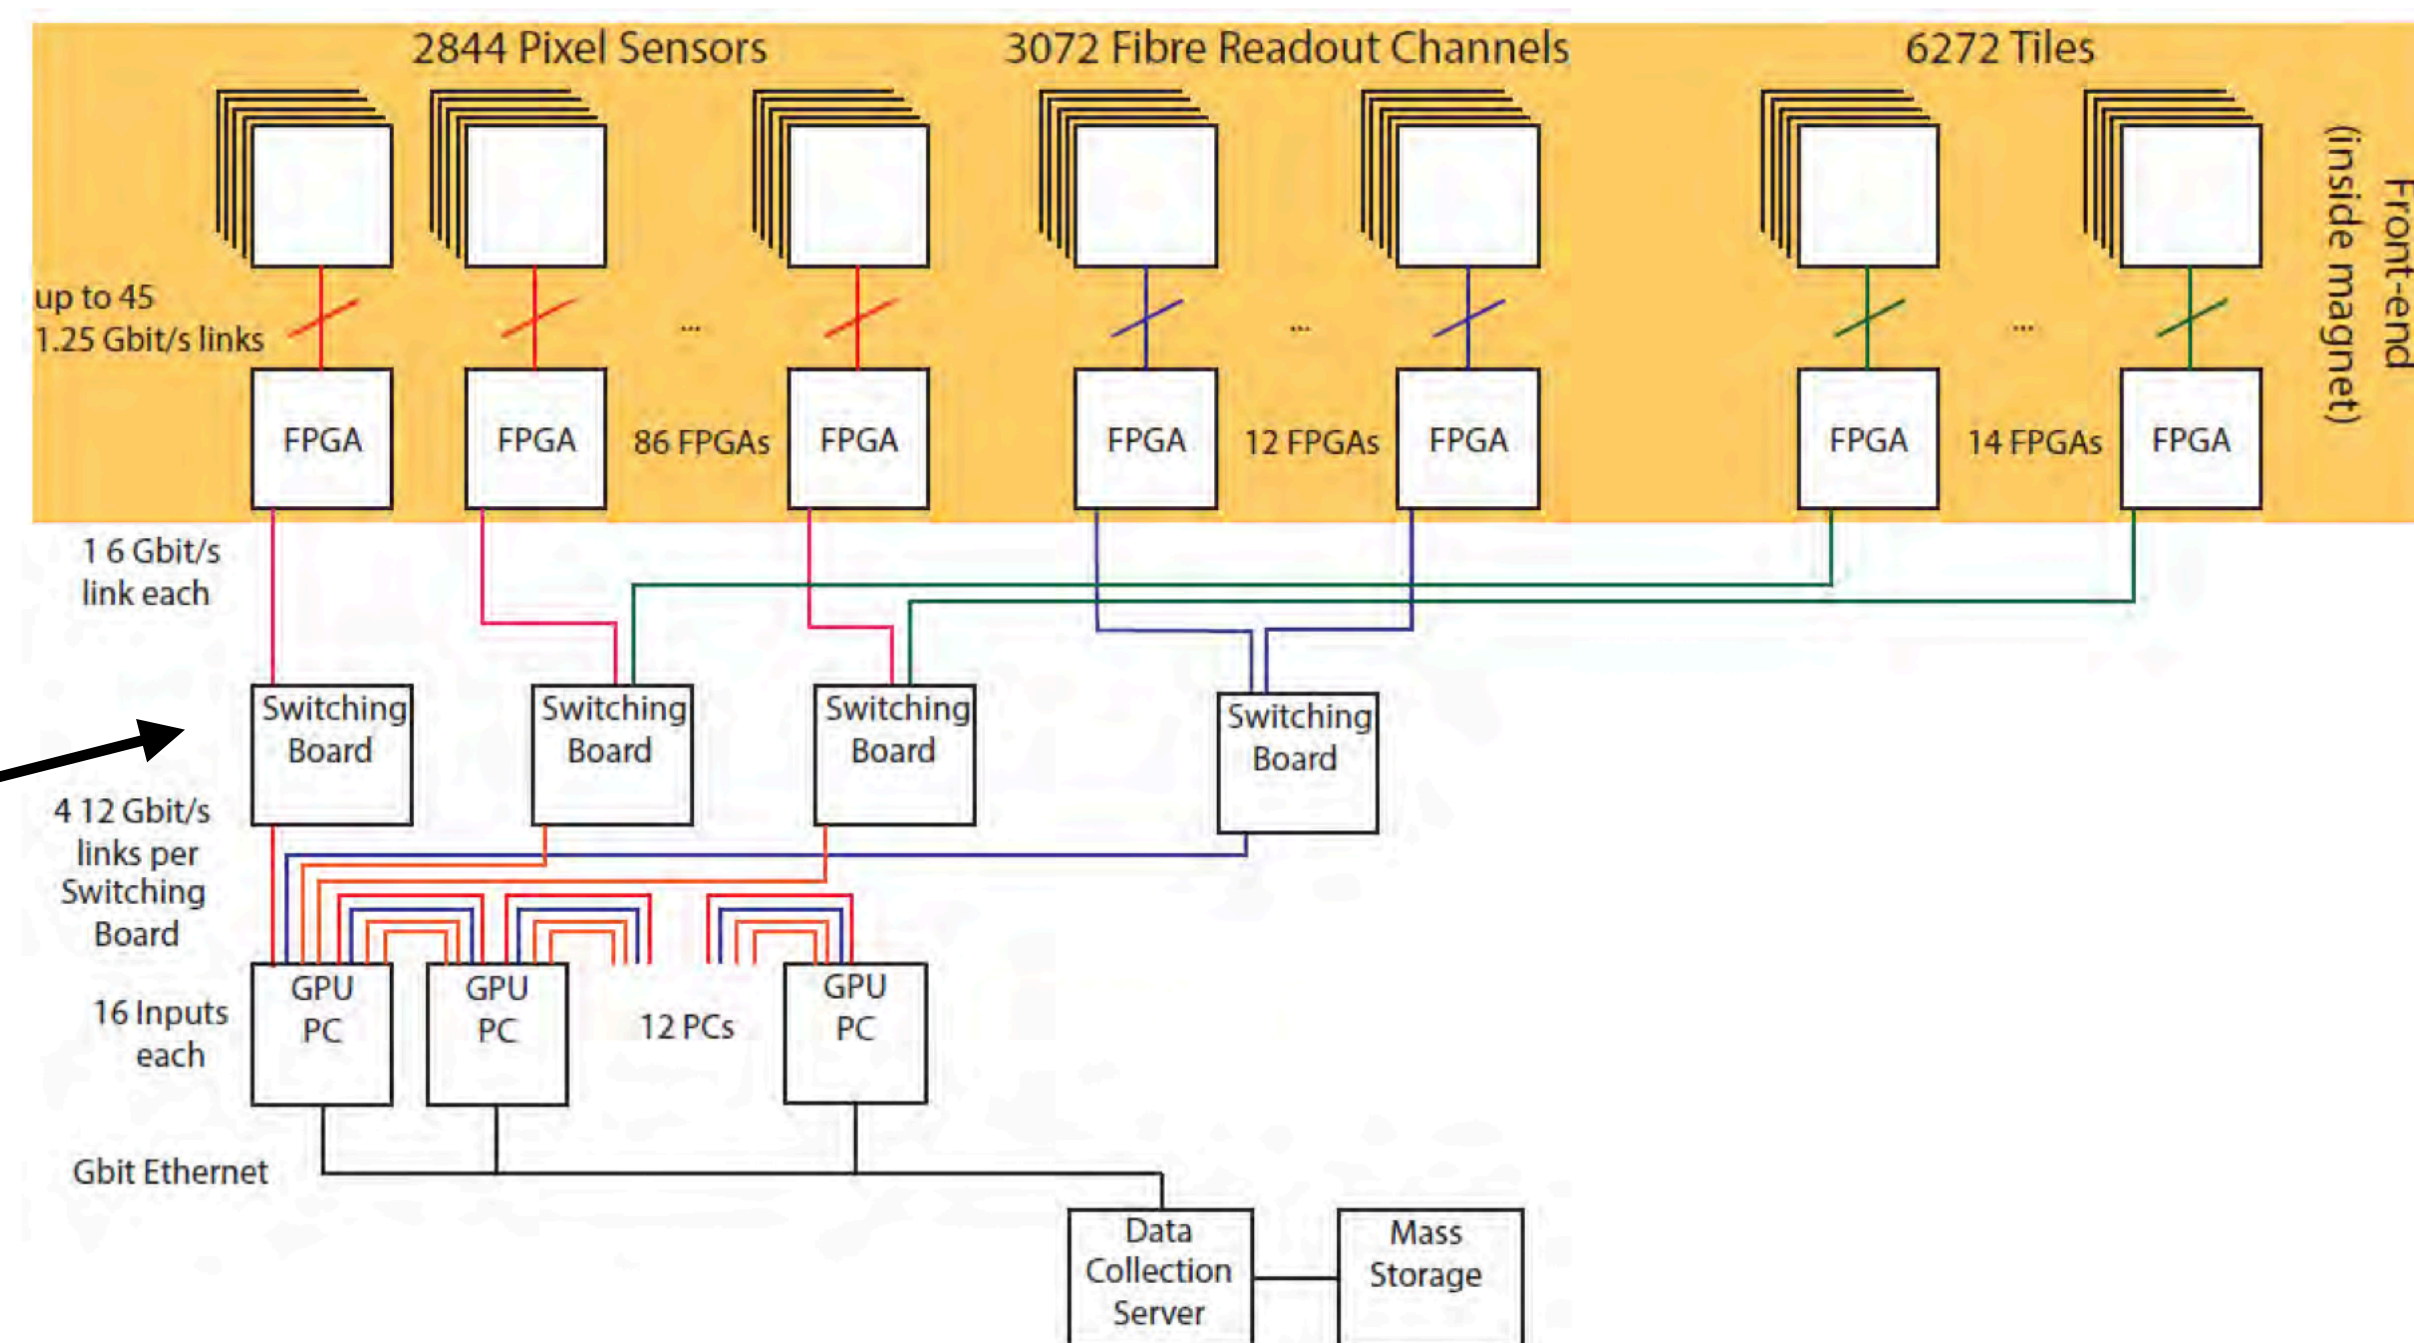 2844 Pixel Sensors
3072 Fibre Readout Channels
6272 Tiles
Front-end
(inside magnet)
up to 45
1.25 Gbit/s links
...
...
...
FPGA
FPGA
86 FPGAs
FPGA
FPGA
12 FPGAs
FPGA
FPGA
14 FPGAs
FPGA
1 6 Gbit/s
link each
Switching
Board
Switching
Board
Switching
Board
Switching
Board
4 12 Gbit/s
links per
Switching
Board
16 Inputs
each
GPU
PC
GPU
PC
12 PCs
GPU
PC
Gbit Ethernet
Data
Collection
Server
Mass
Storage